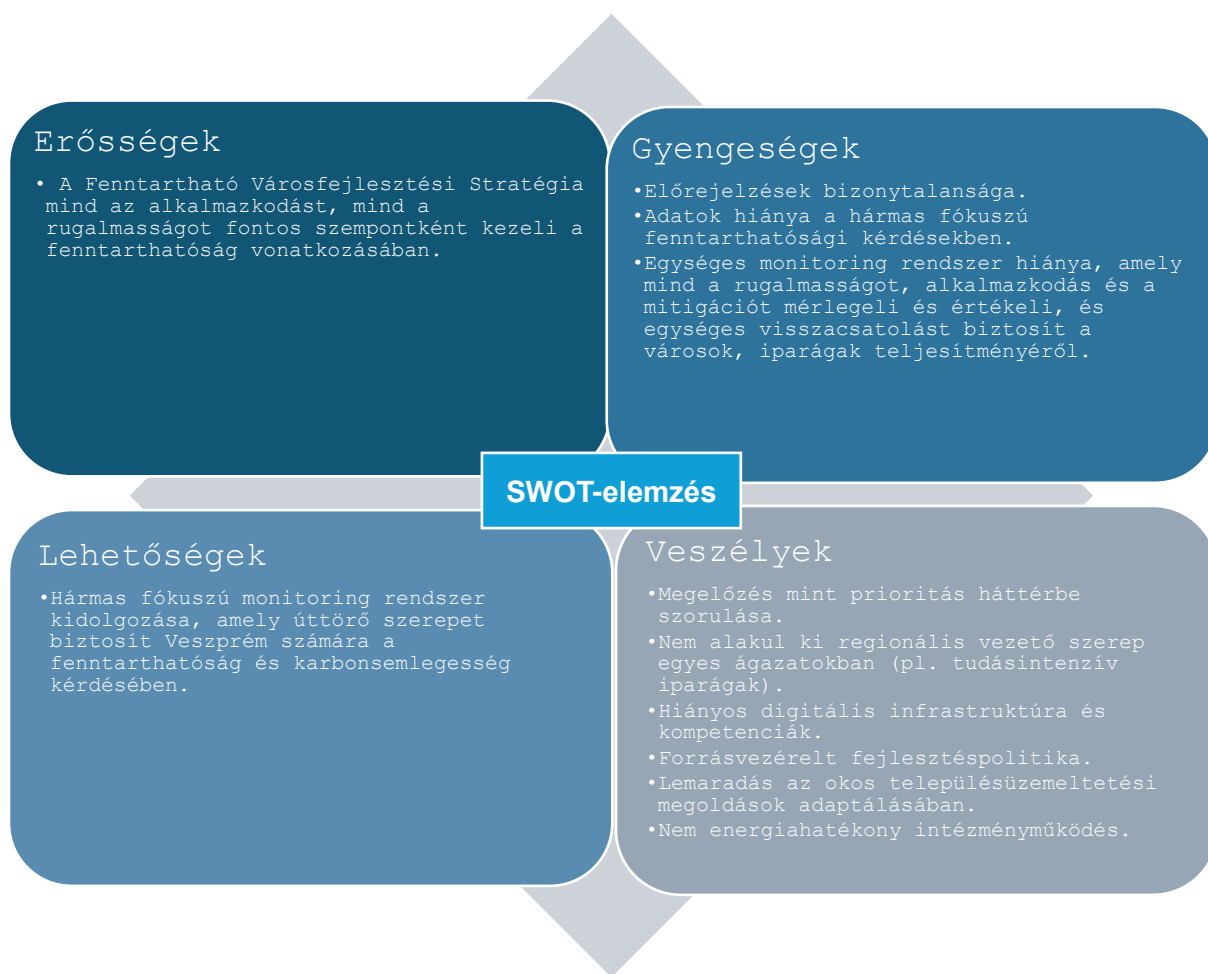 Erősségek
• A Fenntartható Városfejlesztési Stratégia
mind az alkalmazkodást, mind a
rugalmasságot fontos szempontként kezeli a
fenntarthatóság vonatkozásában.
Gyengeségek
•Előrejelzések bizonytalansága.
•Adatok hiánya a hármas fókuszú
fenntarthatósági kérdésekben.
•Egységes monitoring rendszer hiánya, amely
mind a rugalmasságot, alkalmazkodás és a
mitigációt mérlegeli és értékeli, és
egységes visszacsatolást biztosít a
városok, iparágak teljesítményéről.
SWOT-elemzés
Lehetőségek
•Hármas fókuszú monitoring rendszer
kidolgozása, amely úttörő szerepet
biztosít Veszprém számára a
fenntarthatóság és karbonsemlegesség
kérdésében.
Veszélyek
•Megelőzés mint prioritás háttérbe
szorulása.
•Nem alakul ki regionális vezető szerep
egyes ágazatokban (pl. tudásintenzív
iparágak).
•Hiányos digitális infrastruktúra és
kompetenciák.
•Forrásvezérelt fejlesztéspolitika.
•Lemaradás az okos településüzemeltetési
megoldások adaptálásában.
•Nem energiahatékony intézményműködés.